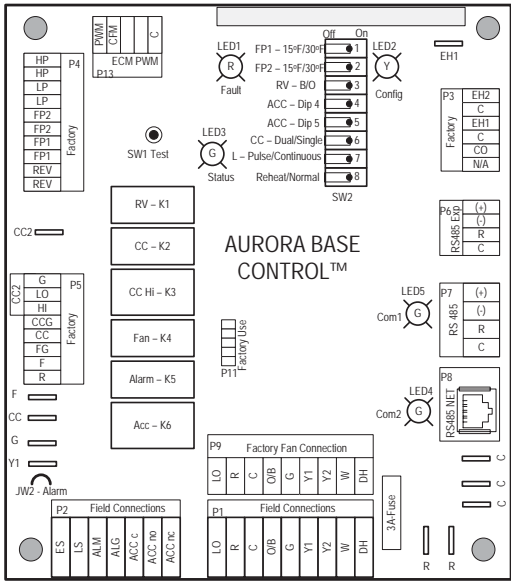 PWM
CFM
C
ECM PWM
P13
LED1
R
Fault
Off On
FP1 – 15ºF/30ºF 1
FP2 – 15ºF/30ºF 2
RV – B/O 3
ACC – Dip 4 4
ACC – Dip 5 5
CC – Dual/Single 6
L – Pulse/Continuous 7
Reheat/Normal 8
SW2
LED2
Y
Config
EH1
HP
HP
LP
LP
FP2
FP2
FP1
FP1
REV
REV
P4
Factory
SW1 Test
LED3
G
Status
P3
Factory
EH2
C
EH1
C
CO
N/A
RV – K1
CC – K2
CC Hi – K3
Fan – K4
Alarm – K5
Acc – K6
AURORA BASE
CONTROL™
P6
RS485 Exp
(+)
(-)
R
C
CC2
CC2
G
LO
HI
CCG
CC
FG
F
R
P5
Factory
P11
Factory Use
LED5
Com1
G
P7
RS 485
(+)
(-)
R
C
LED4
Com2
G
P8
RS485 NET
F
CC
G
Y1
JW2 - Alarm
P9 Factory Fan Connection
LO
R
C
O/B
G
Y1
Y2
W
DH
3A-Fuse
C
C
C
P2 Field Connections
ES
LS
ALM
ALG
ACC c
ACC no
ACC nc
P1 Field Connections
LO
R
C
O/B
G
Y1
Y2
W
DH
R
R